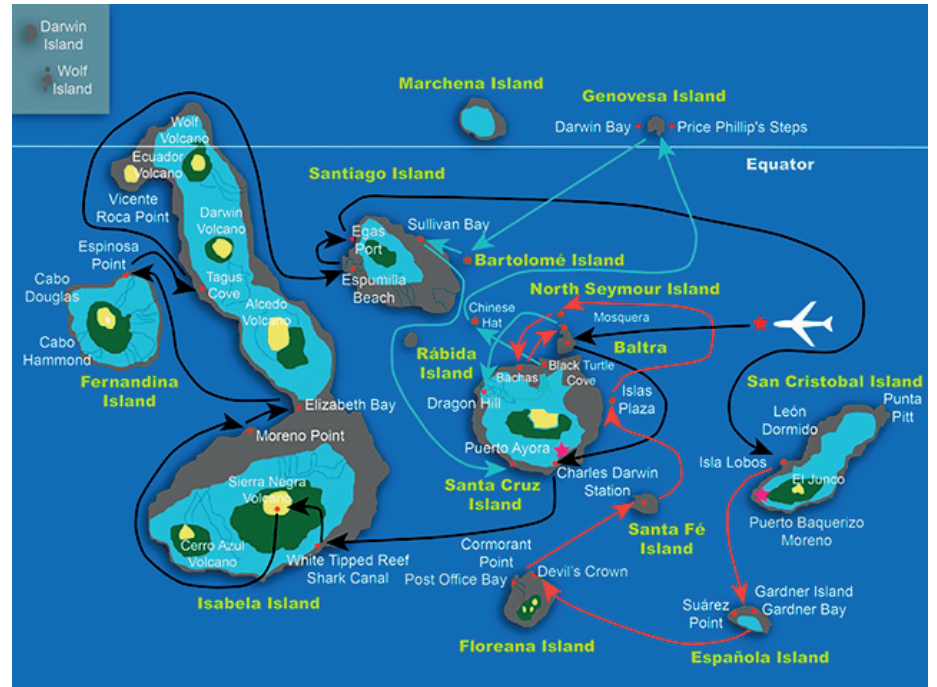 Darwin
Island
Wolf
Island
Marchena Island
Genovesa Island
Darwin Bay
Price Phillip's Steps
Equator
Wolf
Volcano
Ecuador
Volcano
Vicente
Roca Point
Darwin
Volcano
Espinosa
Point
Tagus
Cove
Cabo
Douglas
Cabo
Hammond
Fernandina
Island
Alcedo
Volcano
Elizabeth Bay
Moreno Point
Sierra Negra
Volcano
Cerro Azul
Volcano
White Tipped Reef
Shark Canal
Isabela Island
Santiago Island
Egas
Port
Espumilla
Beach
Sullivan Bay
Bartolomé Island
Chinese
Hat
Rábida
Island
North Seymour Island
Mosquera
Baltra
Bachas
Black Turtle
Cove
Dragon Hill
Islas
Plaza
Puerto Ayora
Charles Darwin
Station
Santa Cruz
Island
Santa Fé
Island
Cormorant
Point
Post Office Bay
Devil's Crown
Floreana Island
San Cristobal Island
Punta
Pitt
León
Dormido
Isla Lobos
El Junco
Puerto Baquerizo
Moreno
Gardner Island
Gardner Bay
Suárez
Point
Española Island